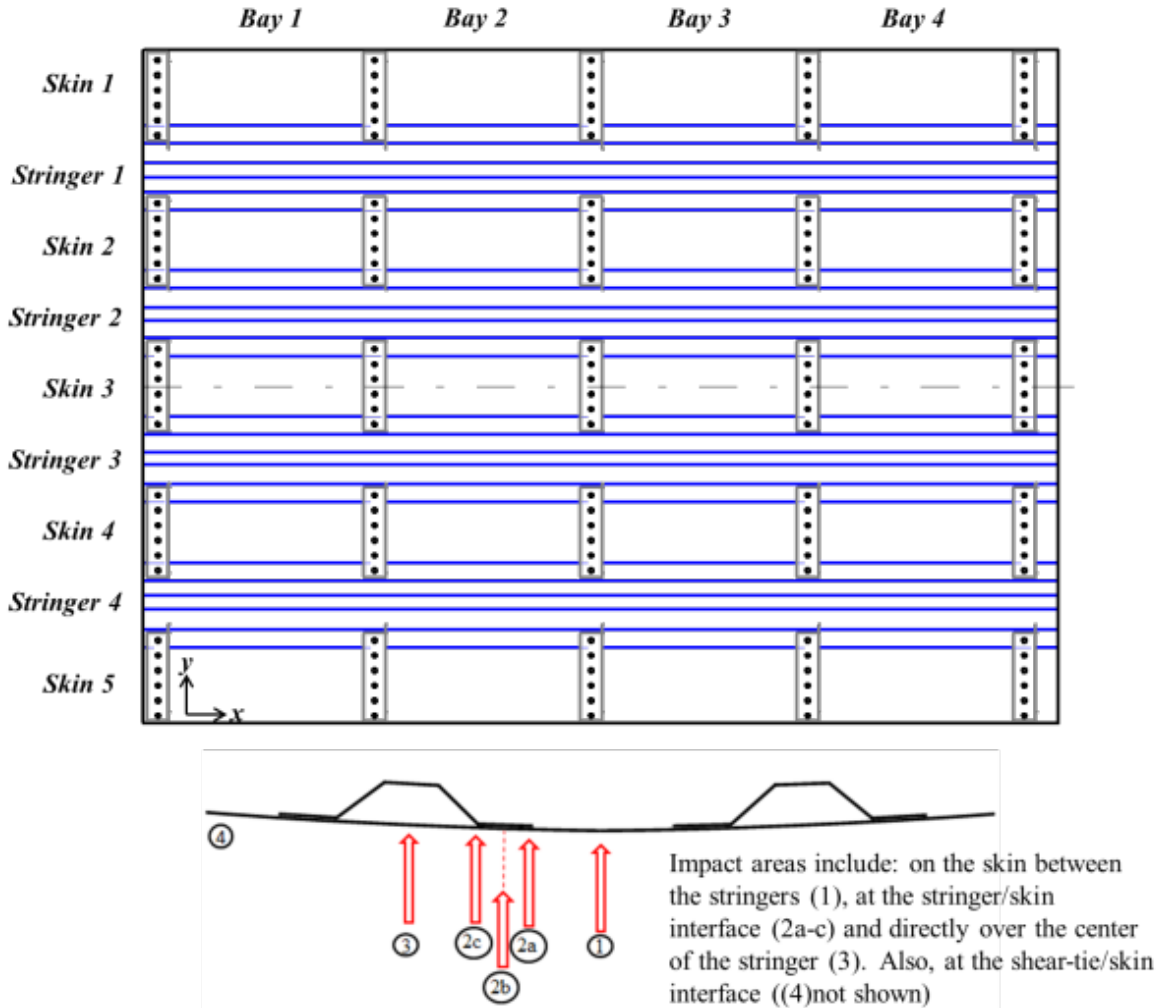 Bay 1 Bay 2 Bay 3 Bay 4
Skin 1
Stringer 1
Skin 2
Stringer 2
Skin 3
Stringer 3
Skin 4
Stringer 4
Skin 5
y
x
4
3
2c
2a
1
2b
Impact areas include: on the skin between
the stringers (1), at the stringer/skin
interface (2a-c) and directly over the center
of the stringer (3). Also, at the shear-tie/skin
interface ((4)not shown)